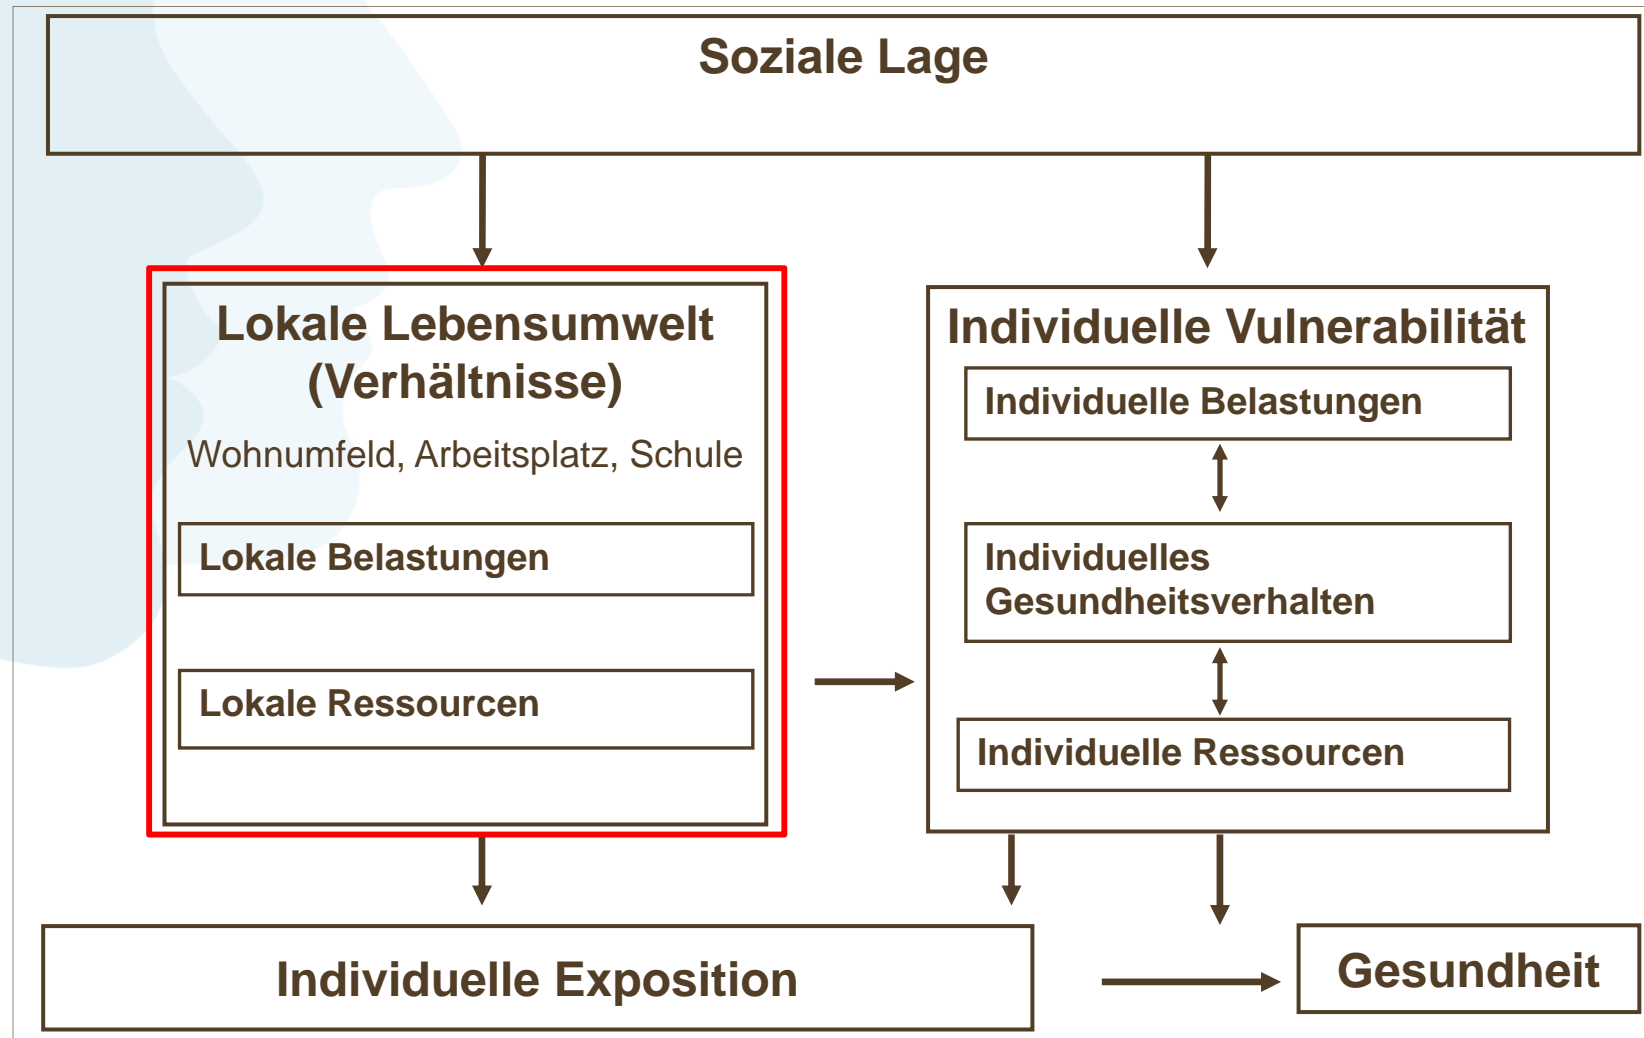 Soziale Lage
Lokale Lebensumwelt
(Verhältnisse)
Wohnumfeld, Arbeitsplatz, Schule
Lokale Belastungen
Lokale Ressourcen
Individuelle Vulnerabilität
Individuelle Belastungen
Individuelles
Gesundheitsverhalten
Individuelle Ressourcen
Individuelle Exposition
Gesundheit